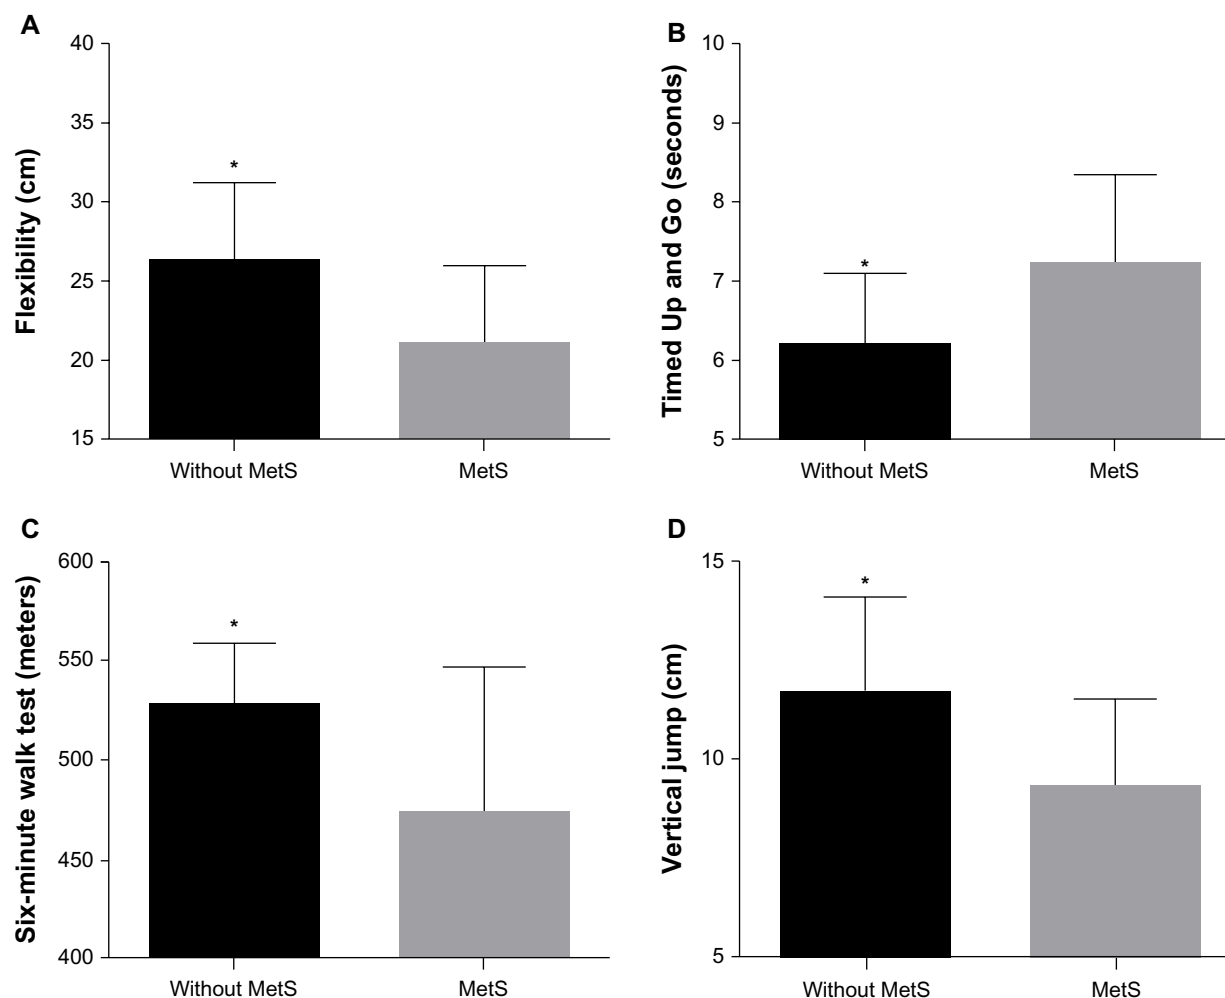 A
Flexibility (cm)
40
35
30
25
20
15
*
Without MetS
MetS
B
Timed Up and Go (seconds)
10
9
8
7
6
5
*
Without MetS
MetS
C
Six-minute walk test (meters)
600
550
500
450
400
*
Without MetS
MetS
D
Vertical jump (cm)
15
10
5
*
Without MetS
MetS